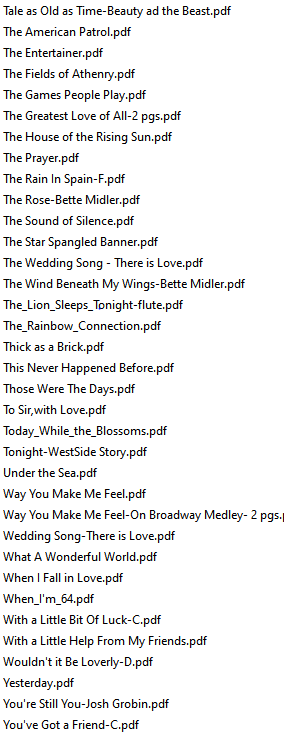 Tale as Old as Time-Beauty ad the Beast.pdf
The American Patrol.pdf
The Entertainer.pdf
The Fields of Athenry.pdf
The Games People Play.pdf
The Greatest Love of All-2 pgs.pdf
The House of the Rising Sun.pdf
The Prayer.pdf
The Rain In Spain-F.pdf
The Rose-Bette Midler.pdf
The Sound of Silence.pdf
The Star Spangled Banner.pdf
The Wedding Song - There is Love.pdf
The Wind Beneath My Wings-Bette Midler.pdf
The_Lion_Sleeps_Tonight-flute.pdf
The_Rainbow_Connection.pdf
Thick as a Brick.pdf
This Never Happened Before.pdf
Those Were The Days.pdf
To Sir,with Love.pdf
Today_While_the_Blossoms.pdf
Tonight-WestSide Story.pdf
Under the Sea.pdf
Way You Make Me Feel.pdf
Way You Make Me Feel-On Broadway Medley- 2 pgs.p
Wedding Song-There is Love.pdf
What A Wonderful World.pdf
When I Fall in Love.pdf
When_I'm_64.pdf
With a Little Bit Of Luck-C.pdf
With a Little Help From My Friends.pdf
Wouldn't it Be Loverly-D.pdf
Yesterday.pdf
You're Still You-Josh Grobin.pdf
You've Got a Friend-C.pdf